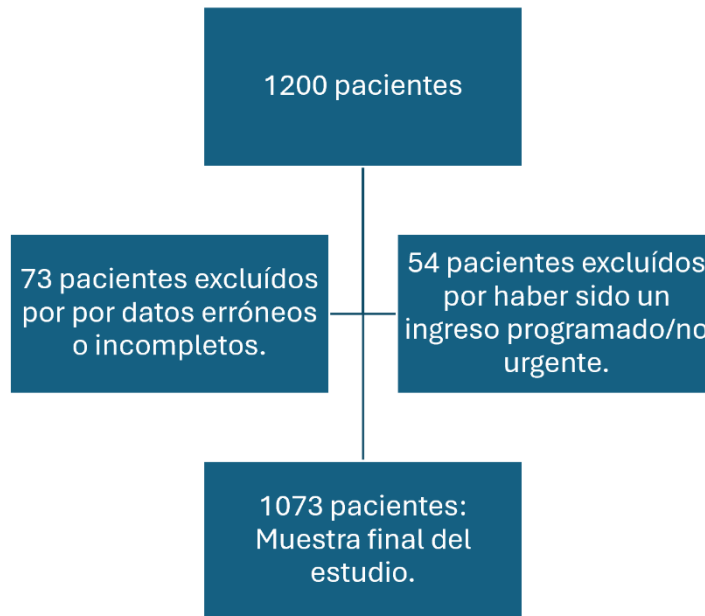 1200 pacientes
73 pacientes excluídos
por por datos erróneos
o incompletos.
54 pacientes excluídos
por haber sido un
ingreso programado/no
urgente.
1073 pacientes:
Muestra final del
estudio.